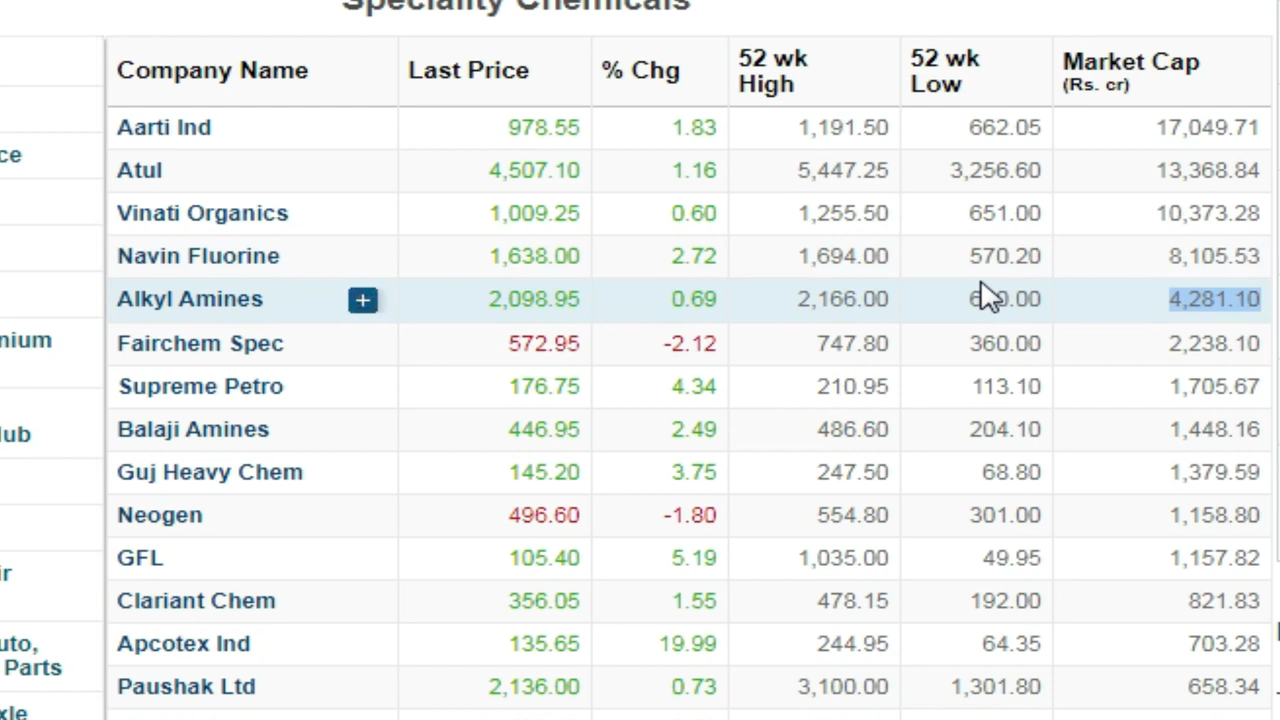 Speciality Chemicals
Company Name Last Price % Chg 52 wk High 52 wk Low Market Cap (Rs. cr)
Aarti Ind 978.55 1.83 1,191.50 662.05 17,049.71
ce
Atul 4,507.10 1.16 5,447.25 3,256.60 13,368.84
Vinati Organics 1,009.25 0.60 1,255.50 651.00 10,373.28
Navin Fluorine 1,638.00 2.72 1,694.00 570.20 8,105.53
Alkyl Amines + 2,098.95 0.69 2,166.00 4,281.10
nium
Fairchem Spec 572.95 -2.12 747.80 360.00 2,238.10
Supreme Petro 176.75 4.34 210.95 113.10 1,705.67
lub
Balaji Amines 446.95 2.49 486.60 204.10 1,448.16
Guj Heavy Chem 145.20 3.75 247.50 68.80 1,379.59
Neogen 496.60 -1.80 554.80 301.00 1,158.80
GFL 105.40 5.19 1,035.00 49.95 1,157.82
ir
Clariant Chem 356.05 1.55 478.15 192.00 821.83
uto,
Apcotex Ind 135.65 19.99 244.95 64.35 703.28
Parts
Paushak Ltd 2,136.00 0.73 3,100.00 1,301.80 658.34
xle